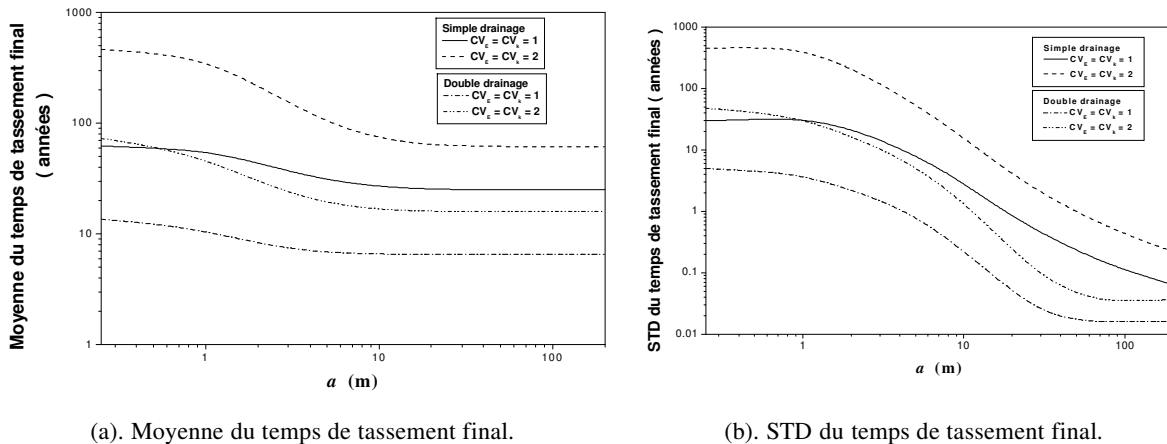 Moyenne du temps de tassement final
( années )
1000
100
10
1
1
10
100
a (m)
Simple drainage
CV_E = CV_k = 1
CV_E = CV_k = 2
Double drainage
CV_E = CV_k = 1
CV_E = CV_k = 2
(a). Moyenne du temps de tassement final.
STD du temps de tassement final ( années )
1000
100
10
1
0.1
0.01
1
10
100
a (m)
Simple drainage
CV_E = CV_k = 1
CV_E = CV_k = 2
Double drainage
CV_E = CV_k = 1
CV_E = CV_k = 2
(b). STD du temps de tassement final.